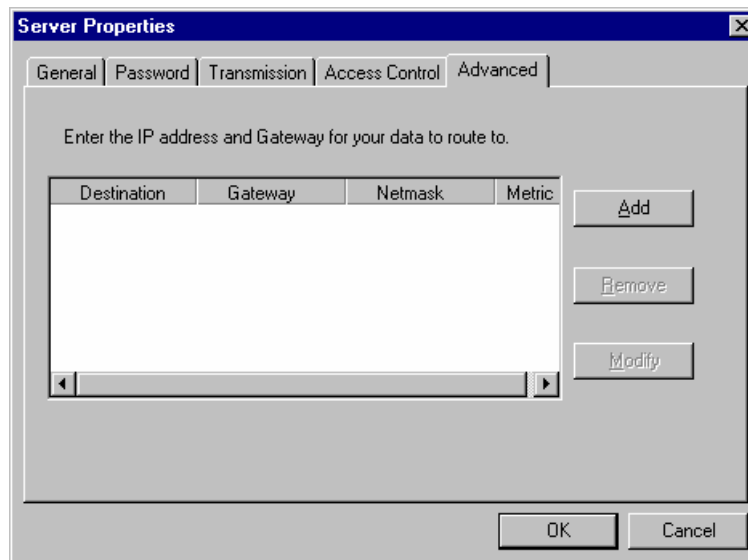 Server Properties
General Password Transmission Access Control Advanced
Enter the IP address and Gateway for your data to route to.
Destination Gateway Netmask Metric
Add
Remove
Modify
OK Cancel